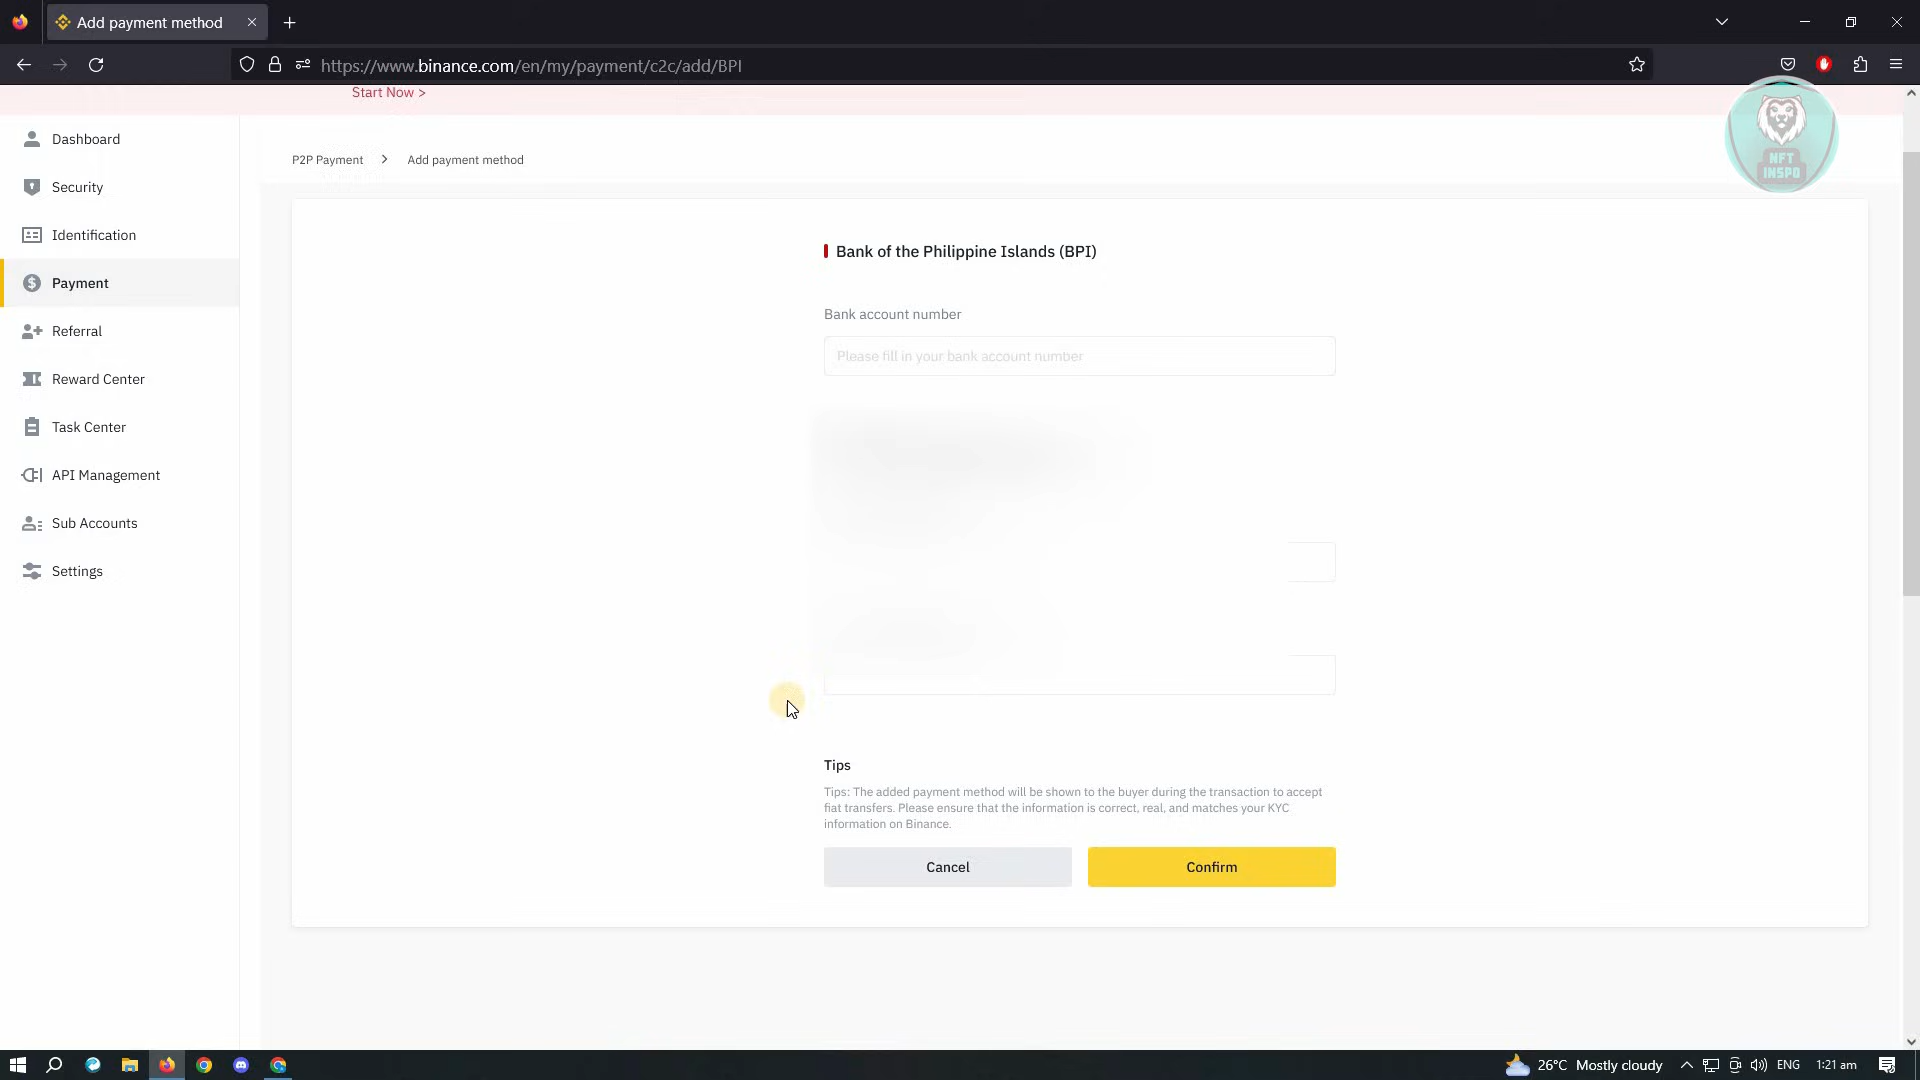 Add payment method
https://www.binance.com/en/my/payment/c2c/add/BPI
Start Now >
NFT
INSPO
Dashboard
Security
Identification
Payment
Referral
Reward Center
Task Center
API Management
Sub Accounts
Settings
P2P Payment > Add payment method
Bank of the Philippine Islands (BPI)
Bank account number
Please fill in your bank account number
Tips
Tips: The added payment method will be shown to the buyer during the transaction to accept
fiat transfers. Please ensure that the information is correct, real, and matches your KYC
information on Binance.
Cancel
Confirm
26°C Mostly cloudy
ENG
1:21 am